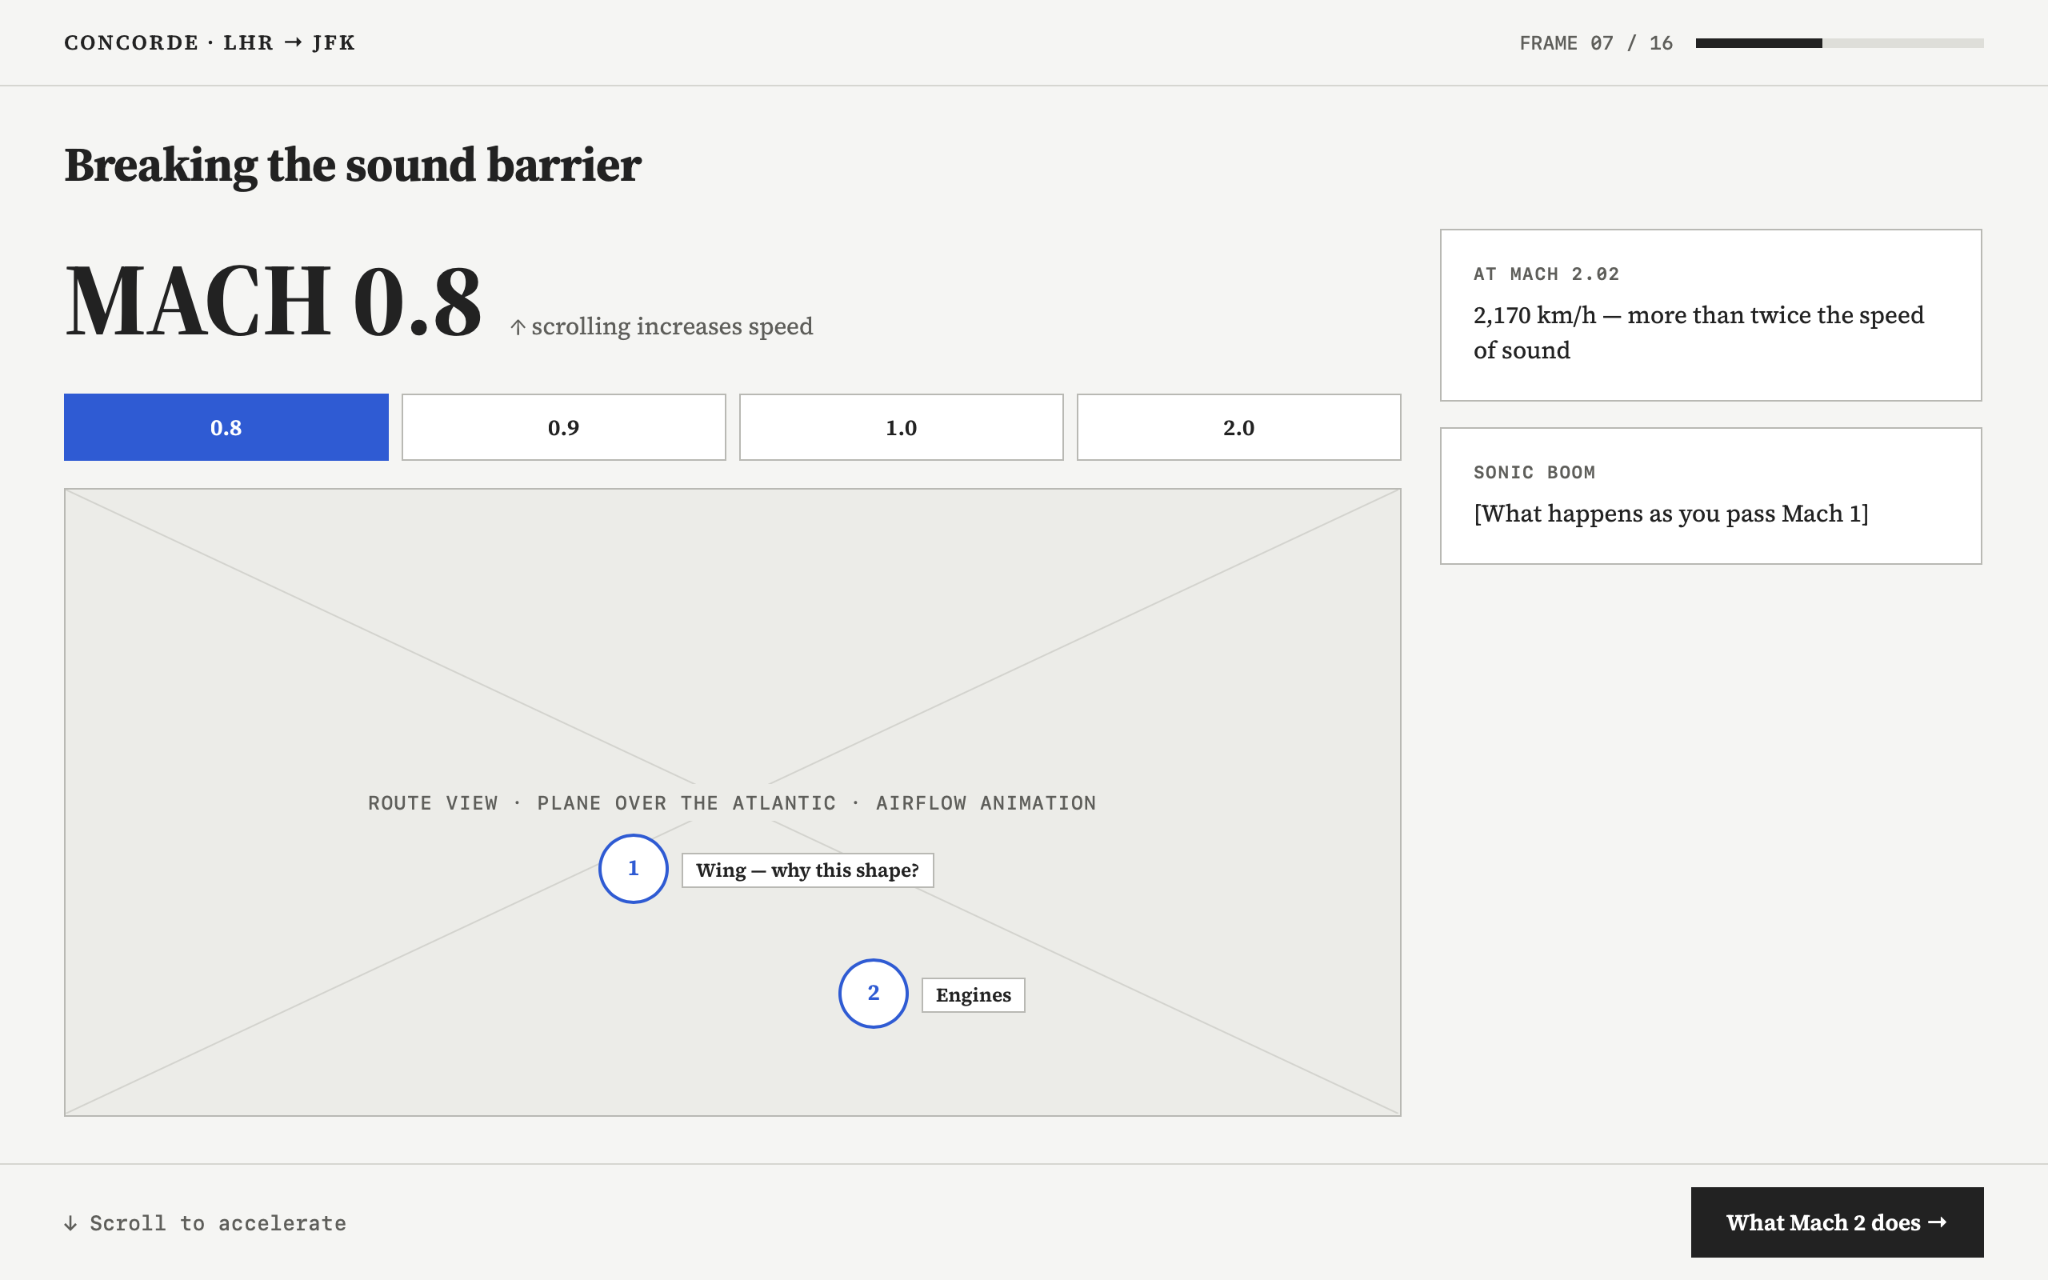 CONCORDE · LHR → JFK
FRAME 07 / 16
Breaking the sound barrier
MACH 0.8
↑ scrolling increases speed
0.8
0.9
1.0
2.0
AT MACH 2.02
2,170 km/h — more than twice the speed
of sound
SONIC BOOM
[What happens as you pass Mach 1]
ROUTE VIEW · PLANE OVER THE ATLANTIC · AIRFLOW ANIMATION
1
Wing — why this shape?
2
Engines
↓ Scroll to accelerate
What Mach 2 does →